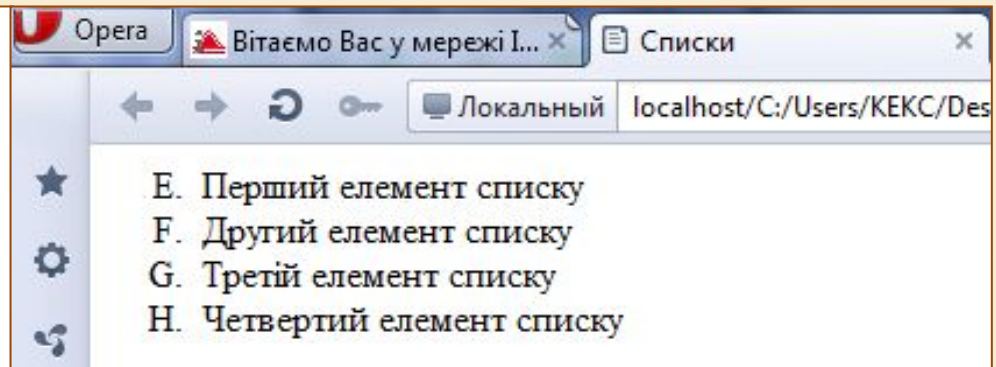 Opera Вітаємо Вас у мережі І... Списки
Локальный localhost/C:/Users/KEKC/Des
E. Перший елемент списку
F. Другий елемент списку
G. Третій елемент списку
H. Четвертий елемент списку